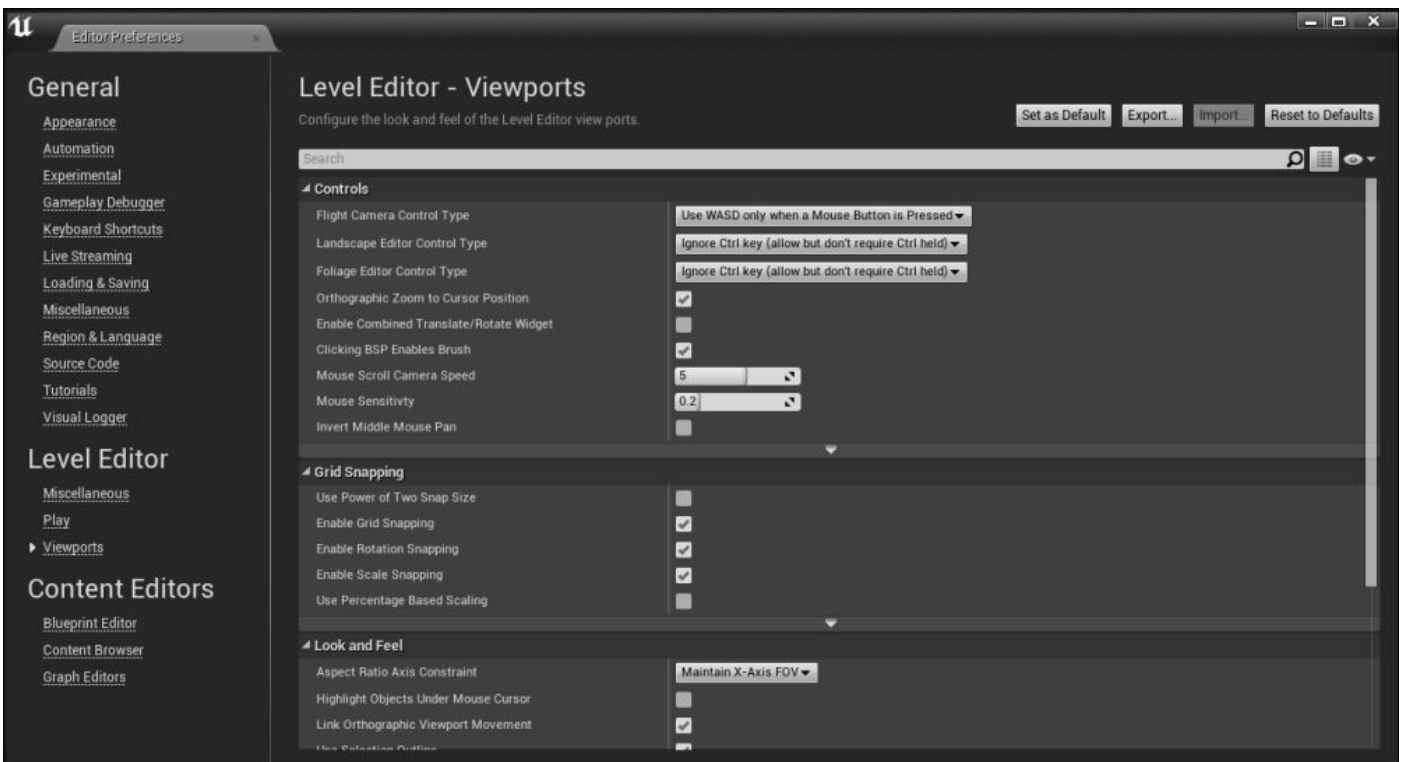 Editor Preferences
General
Appearance
Automation
Experimental
Gameplay Debugger
Keyboard Shortcuts
Live Streaming
Loading & Saving
Miscellaneous
Region & Language
Source Code
Tutorials
Visual Logger
Level Editor
Miscellaneous
Play
Viewports
Content Editors
Blueprint Editor
Content Browser
Graph Editors
Level Editor - Viewports
Configure the look and feel of the Level Editor view ports.
Set as Default Export... Import... Reset to Defaults
Search
Controls
Flight Camera Control Type Use WASD only when a Mouse Button is Pressed
Landscape Editor Control Type Ignore Ctrl key (allow but don't require Ctrl held)
Foliage Editor Control Type Ignore Ctrl key (allow but don't require Ctrl held)
Orthographic Zoom to Cursor Position
Enable Combined Translate/Rotate Widget
Clicking BSP Enables Brush
Mouse Scroll Camera Speed 5
Mouse Sensitivty 0.2
Invert Middle Mouse Pan
Grid Snapping
Use Power of Two Snap Size
Enable Grid Snapping
Enable Rotation Snapping
Enable Scale Snapping
Use Percentage Based Scaling
Look and Feel
Aspect Ratio Axis Constraint Maintain X-Axis FOV
Highlight Objects Under Mouse Cursor
Link Orthographic Viewport Movement
Use Selection Outline